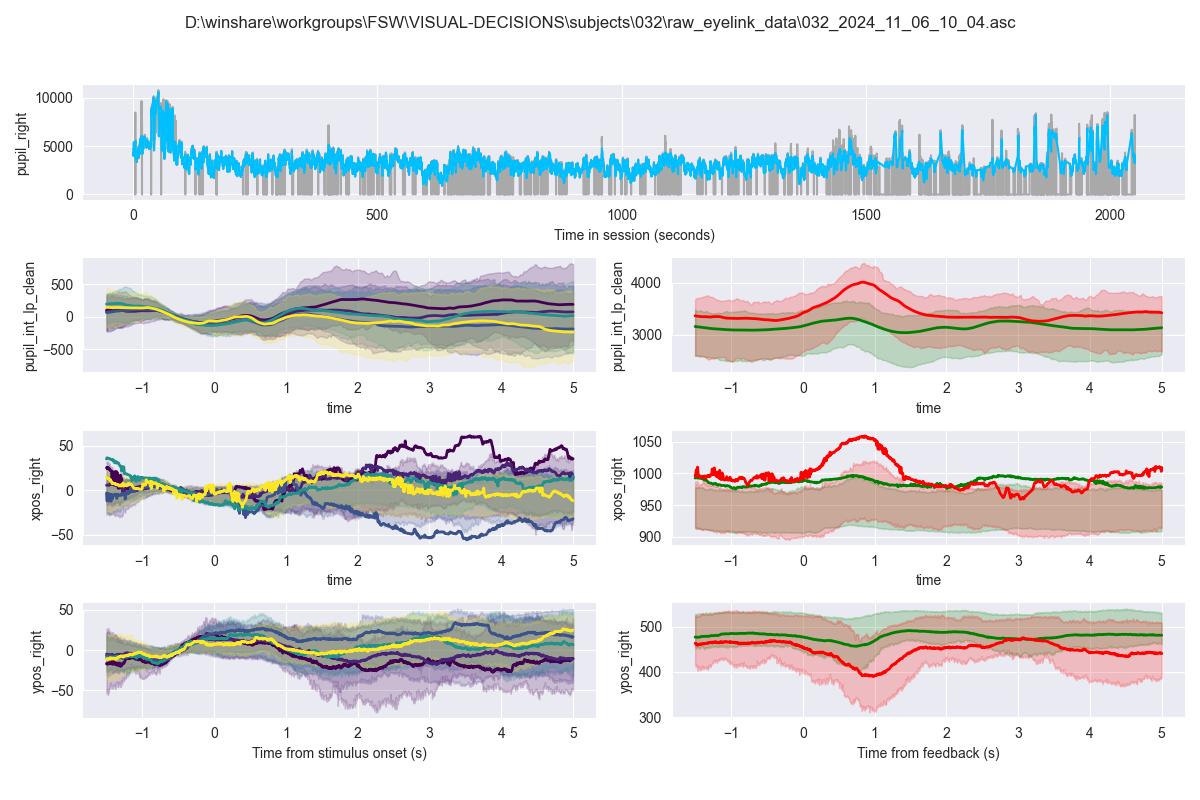 D:\winshare\workgroups\FSW\VISUAL-DECISIONS\subjects\032\raw_eyelink_data\032_2024_11_06_10_04.asc
pupil_right
10000
5000
0
0 500 1000 1500 2000
Time in session (seconds)
pupil_int_lp_clean
500
0
−500
−1 0 1 2 3 4 5
time
pupil_int_lp_clean
4000
3000
−1 0 1 2 3 4 5
time
xpos_right
50
0
−50
−1 0 1 2 3 4 5
time
xpos_right
1050
1000
950
900
−1 0 1 2 3 4 5
time
ypos_right
50
0
−50
−1 0 1 2 3 4 5
Time from stimulus onset (s)
ypos_right
500
400
300
−1 0 1 2 3 4 5
Time from feedback (s)